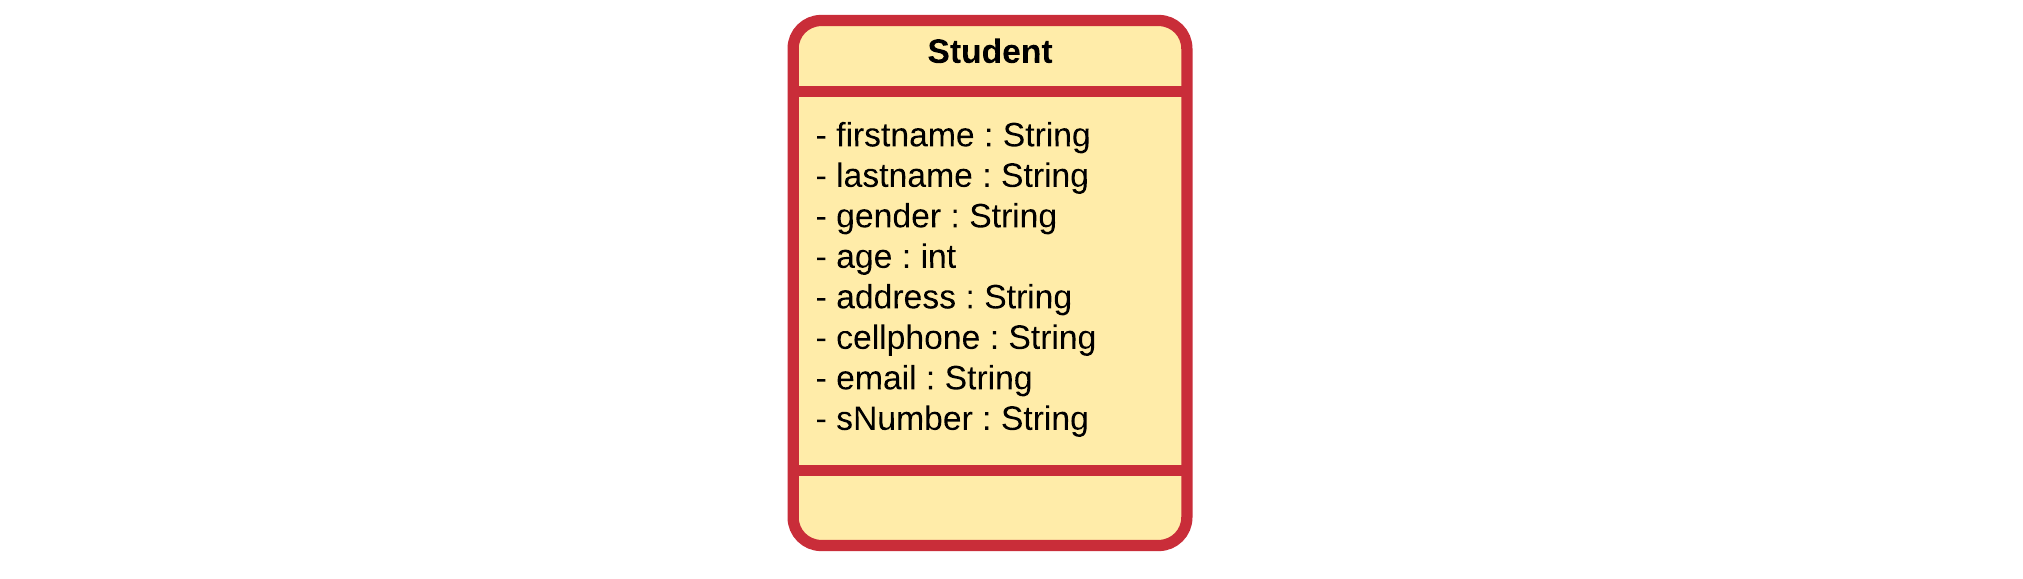 Student
- firstname : String
- lastname : String
- gender : String
- age : int
- address : String
- cellphone : String
- email : String
- sNumber : String